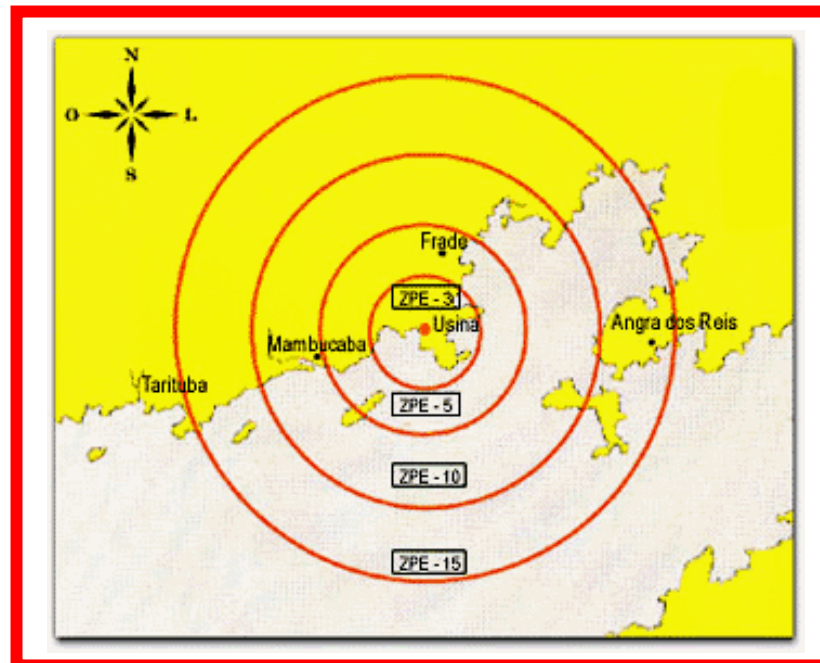 N
O L
S
Frade
ZPE - 3
Usina
Angra dos Reis
Mambucaba
Tarituba
ZPE - 5
ZPE - 10
ZPE - 15